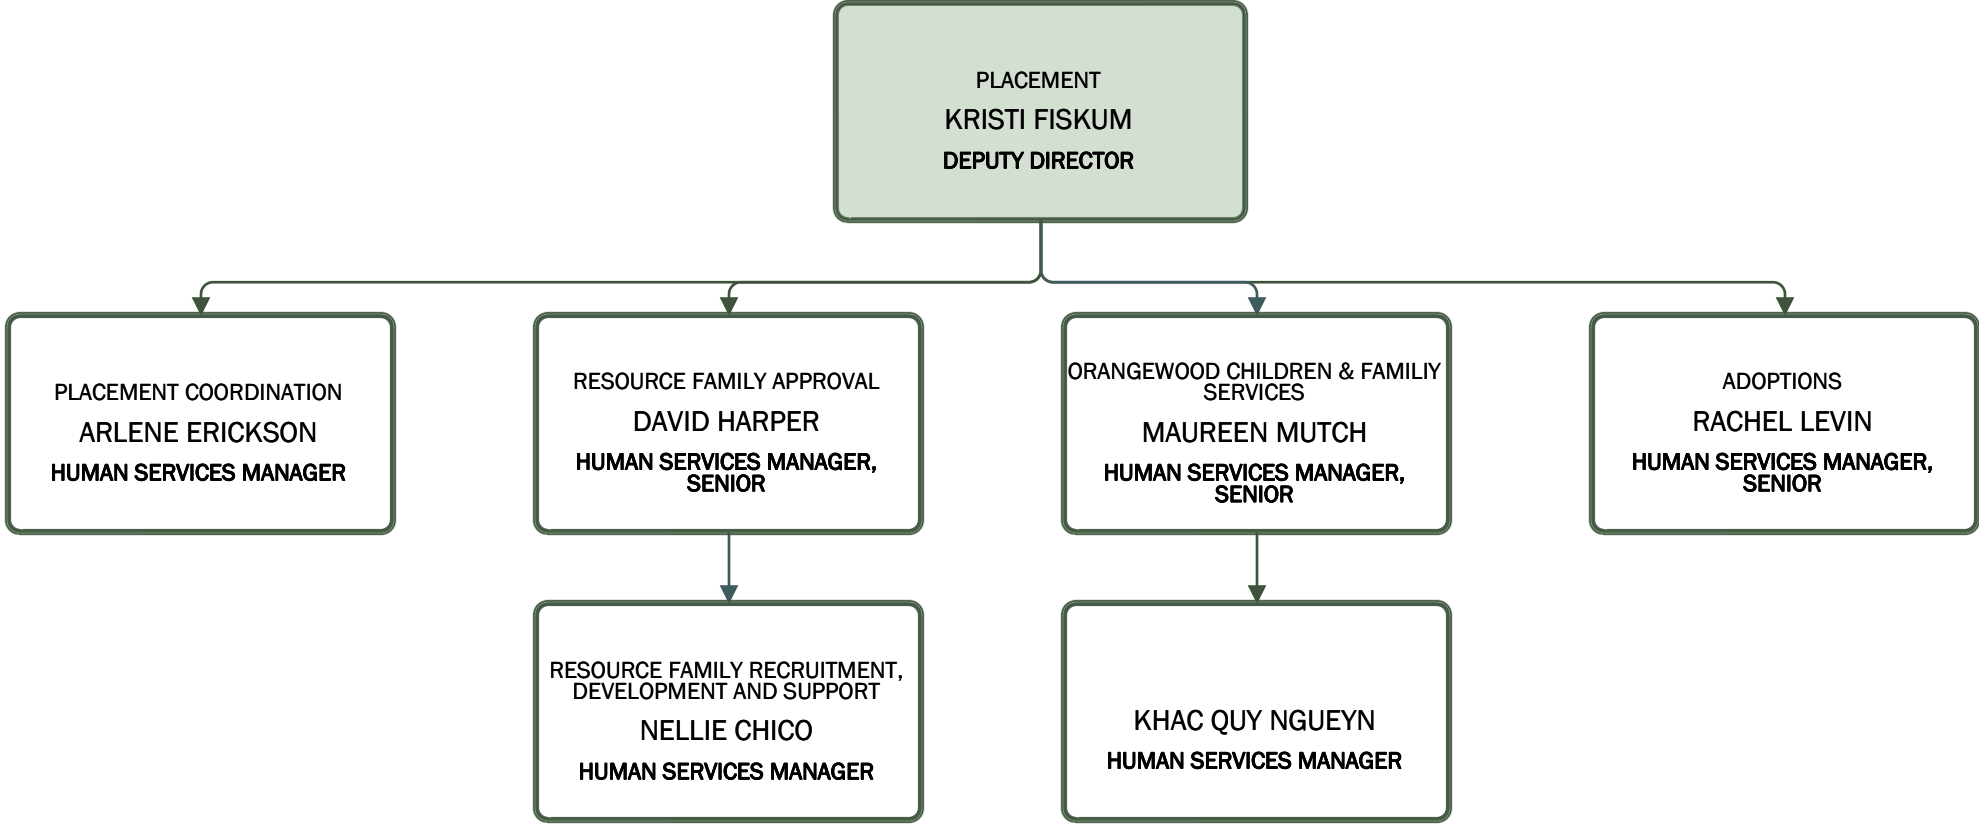 PLACEMENT
KRISTI FISKUM
DEPUTY DIRECTOR
PLACEMENT COORDINATION
ARLENE ERICKSON
HUMAN SERVICES MANAGER
RESOURCE FAMILY APPROVAL
DAVID HARPER
HUMAN SERVICES MANAGER,
SENIOR
ORANGEWOOD CHILDREN & FAMILIY
SERVICES
MAUREEN MUTCH
HUMAN SERVICES MANAGER,
SENIOR
ADOPTIONS
RACHEL LEVIN
HUMAN SERVICES MANAGER,
SENIOR
RESOURCE FAMILY RECRUITMENT,
DEVELOPMENT AND SUPPORT
NELLIE CHICO
HUMAN SERVICES MANAGER
KHAC QUY NGUEYN
HUMAN SERVICES MANAGER